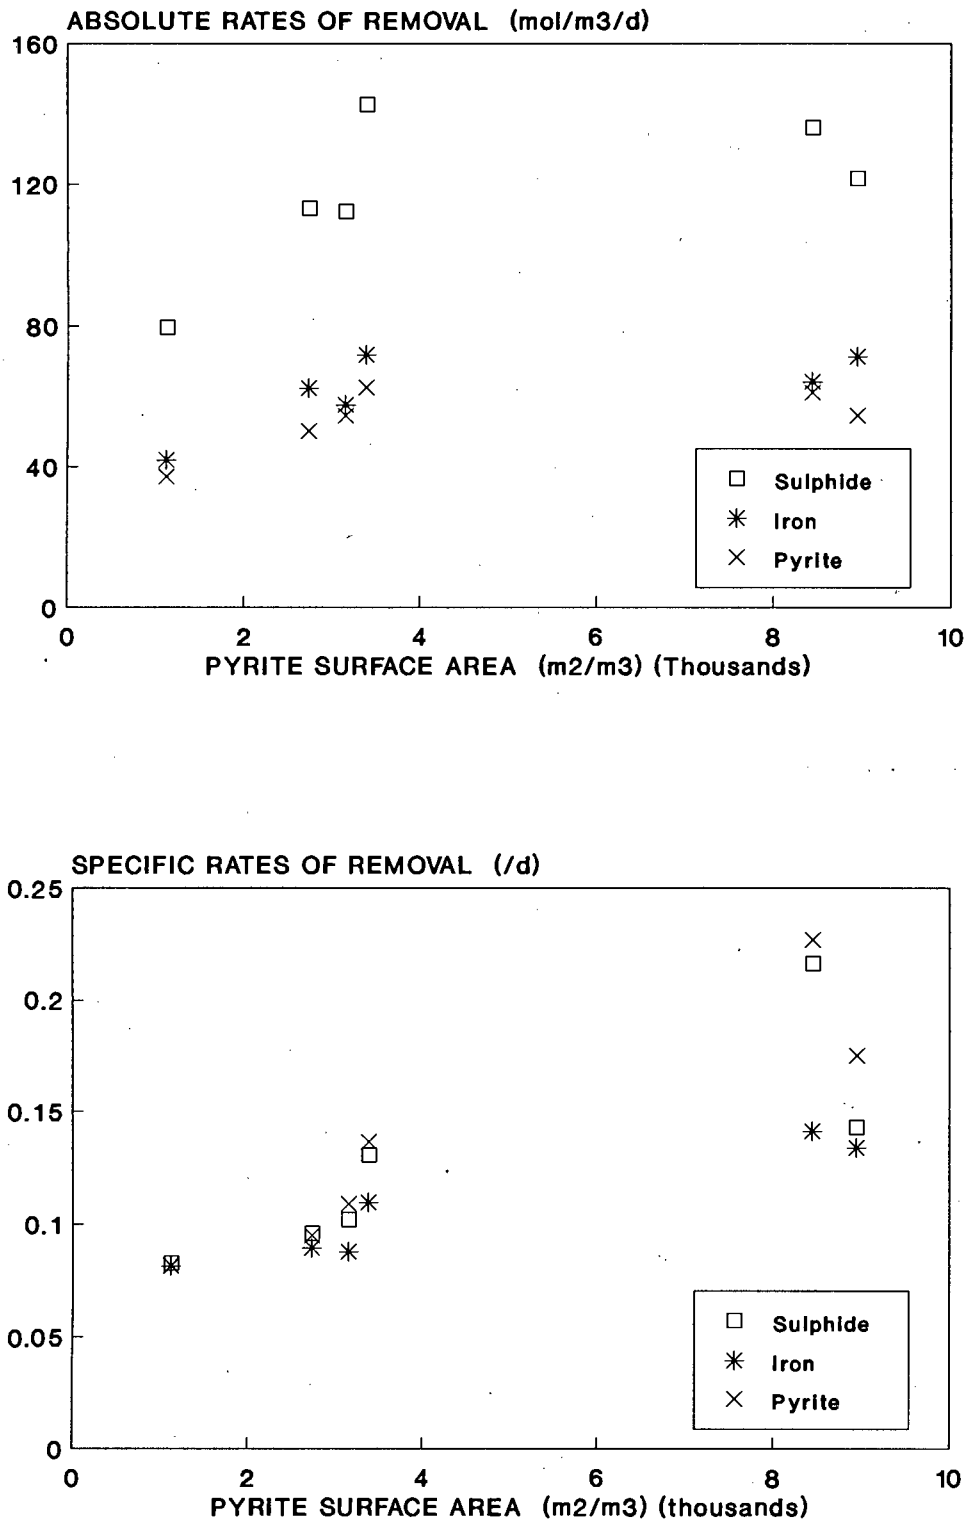 ABSOLUTE RATES OF REMOVAL (mol/m3/d)
160
120
80
40
0
Sulphide
Iron
Pyrite
0 2 4 6 8 10
PYRITE SURFACE AREA (m2/m3) (Thousands)
SPECIFIC RATES OF REMOVAL (/d)
0.25
0.2
0.15
0.1
0.05
0
Sulphide
Iron
Pyrite
0 2 4 6 8 10
PYRITE SURFACE AREA (m2/m3) (thousands)